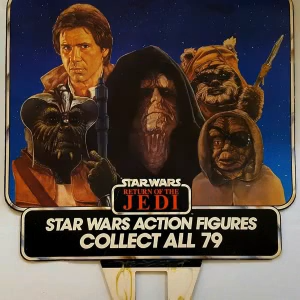 STAR WARS
RETURN OF THE
JEDI
STAR WARS ACTION FIGURES
COLLECT ALL 79